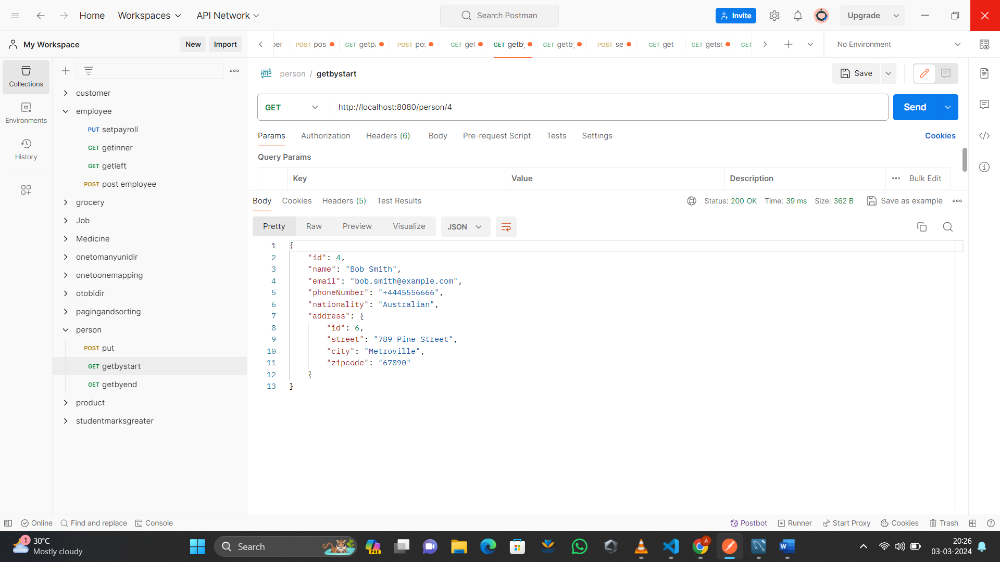 Home Workspaces API Network Search Postman Invite Upgrade
My Workspace New Import
POST pos GET getpa POST po GET get GET getby GET getby POST se GET get GET getsc GET No Environment
Collections
Environments
History
customer
employee
PUT setpayroll
GET getinner
GET getleft
POST post employee
grocery
Job
Medicine
onetomanyunidir
onetoonemapping
otobidir
pagingandsorting
person
POST put
GET getbystart
GET getbyend
product
studentmarksgreater
HTTP person / getbystart Save
GET http://localhost:8080/person/4 Send
Params Authorization Headers (6) Body Pre-request Script Tests Settings Cookies
Query Params
Key Value Description Bulk Edit
Body Cookies Headers (5) Test Results Status: 200 OK Time: 39 ms Size: 362 B Save as example
Pretty Raw Preview Visualize JSON
1 {
2 "id": 4,
3 "name": "Bob Smith",
4 "email": "bob.smith@example.com",
5 "phoneNumber": "+4445556666",
6 "nationality": "Australian",
7 "address": {
8 "id": 6,
9 "street": "789 Pine Street",
10 "city": "Metroville",
11 "zipcode": "67890"
12 }
13 }
Online Find and replace Console Postbot Runner Start Proxy Cookies Trash
1 30°C
Mostly cloudy
Search
PRE
A
20:26
03-03-2024